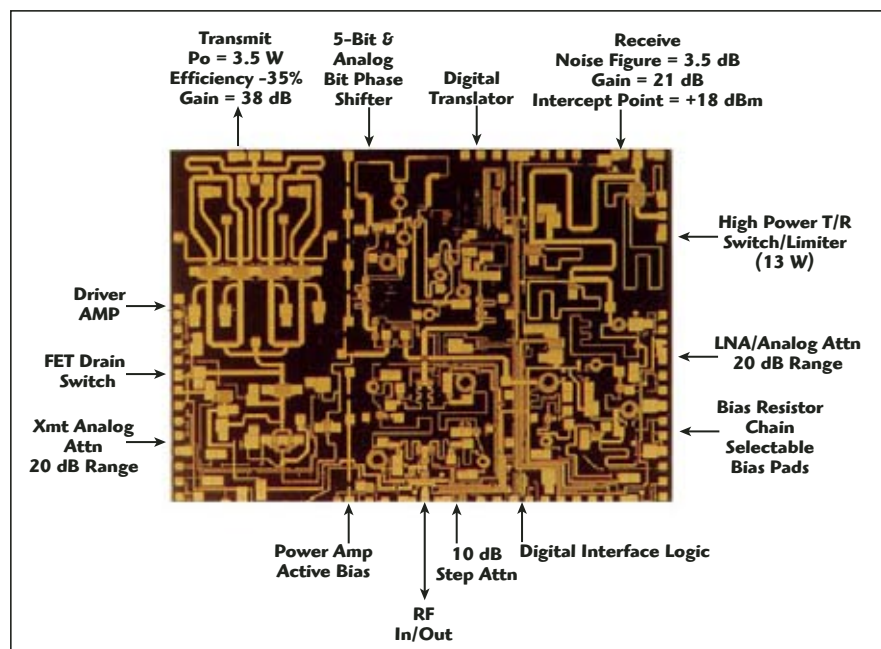 Transmit
Po = 3.5 W
Efficiency -35%
Gain = 38 dB
5-Bit &
Analog
Bit Phase
Shifter
Digital
Translator
Receive
Noise Figure = 3.5 dB
Gain = 21 dB
Intercept Point = +18 dBm
High Power T/R
Switch/Limiter
(13 W)
Driver
AMP
LNA/Analog Attn
20 dB Range
FET Drain
Switch
Bias Resistor
Chain
Selectable
Bias Pads
Xmt Analog
Attn
20 dB Range
Power Amp
Active Bias
10 dB
Step Attn
Digital Interface Logic
RF
In/Out